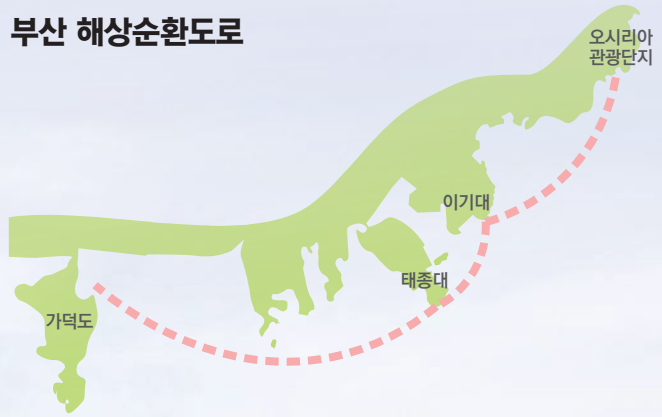 부산 해상순환도로
오시리아
관광단지
이기대
태종대
가덕도